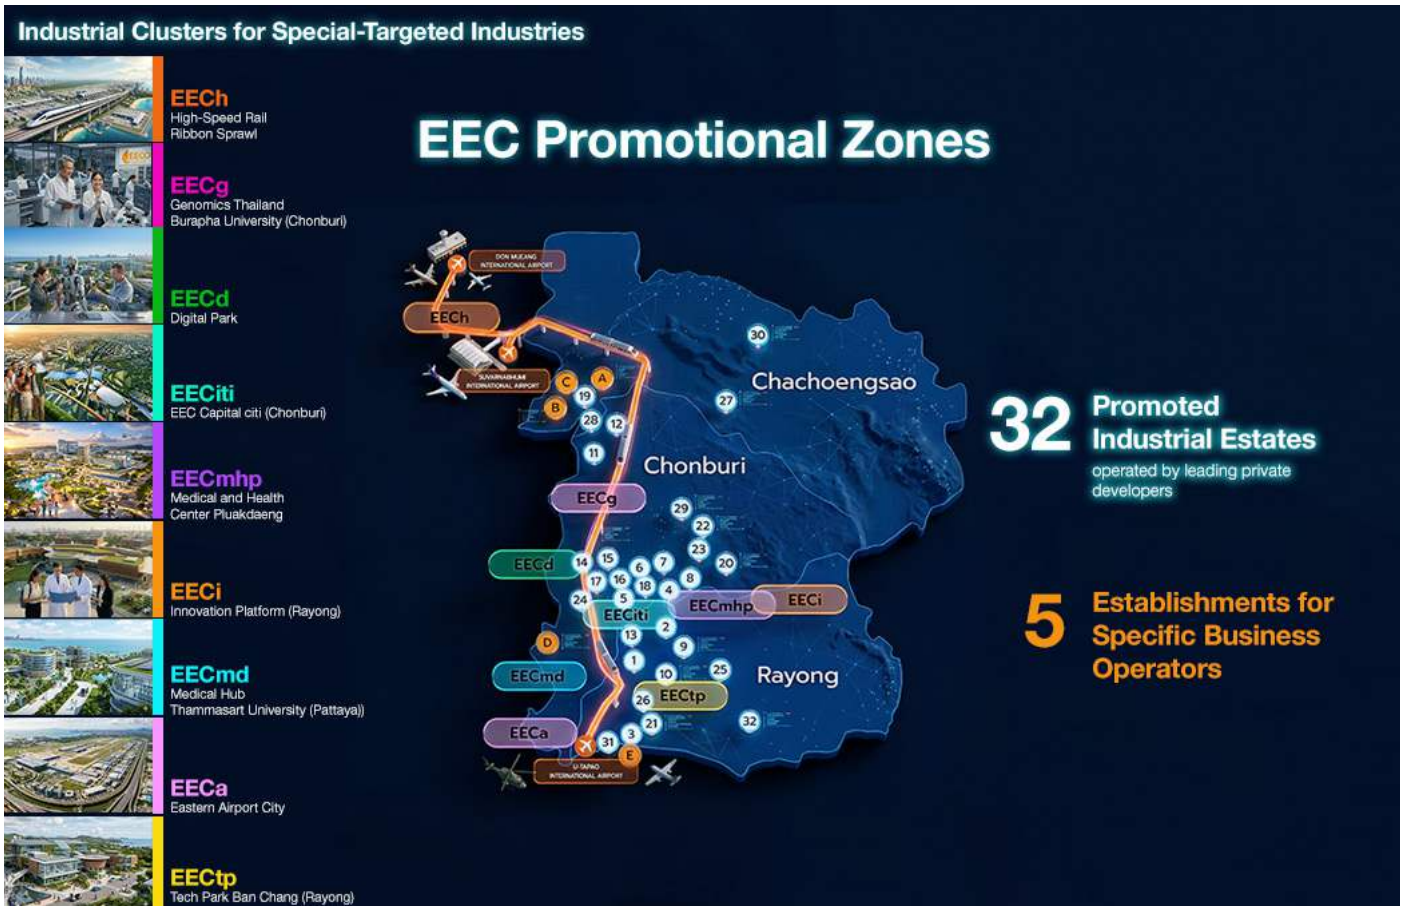 Industrial Clusters for Special-Targeted Industries
EECh
High-Speed Rail
Ribbon Sprawl
EECg
Genomics Thailand
Burapha University (Chonburi)
EECd
Digital Park
EECiti
EEC Capital citi (Chonburi)
EECmhp
Medical and Health
Center Pluakdaeng
EECi
Innovation Platform (Rayong)
EECmd
Medical Hub
Thammasart University (Pattaya))
EECa
Eastern Airport City
EECtp
Tech Park Ban Chang (Rayong)
EEC Promotional Zones
DON MUEANG
INTERNATIONAL AIRPORT
EECh
SUVARNABHUMI
INTERNATIONAL AIRPORT
30
Chachoengsao
C
A
19
B
27
28
12
11
Chonburi
EECg
29
22
23
EECd
14
15
6
7
20
17
16
18
4
8
24
5
EECiti
EECmhp
EECi
2
13
D
9
1
10
25
Rayong
EECmd
26
EECtp
21
32
EECa
31
3
E
U-TAPAO
INTERNATIONAL AIRPORT
32
Promoted
Industrial Estates
operated by leading private
developers
5
Establishments for
Specific Business
Operators